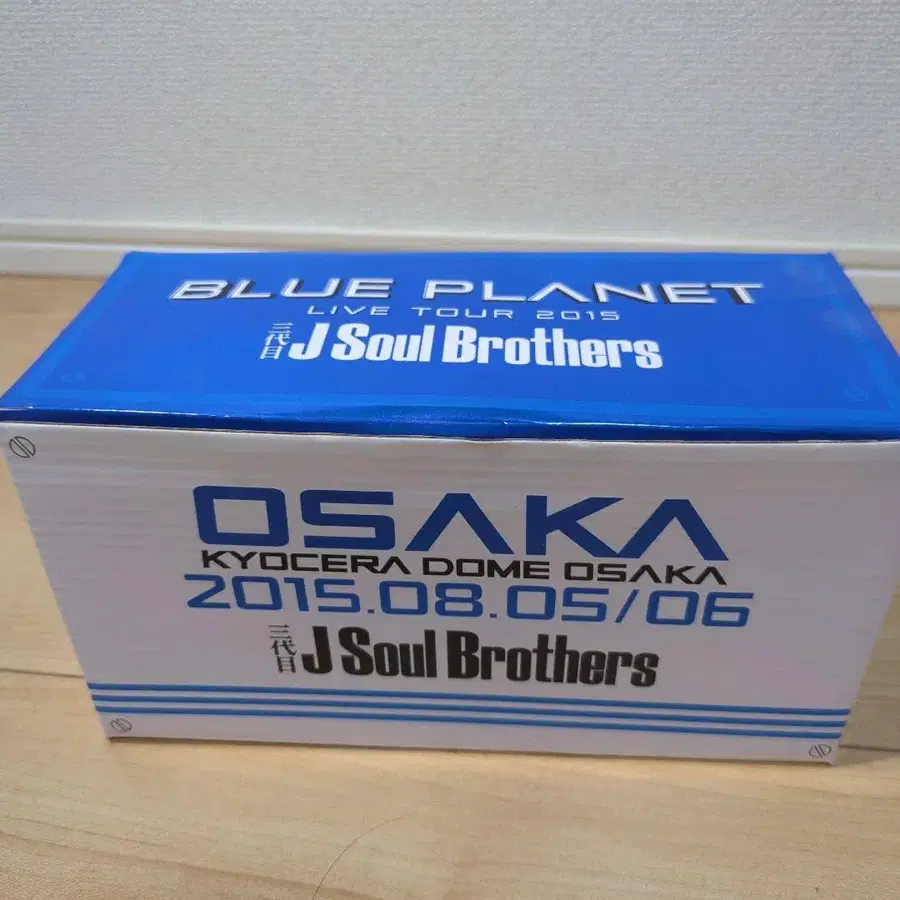 BLUE PLANET
LIVE TOUR 2015
三代目 J Soul Brothers
OSAKA
KYOCERA DOME OSAKA
2015.08.05/06
三代目 J Soul Brothers